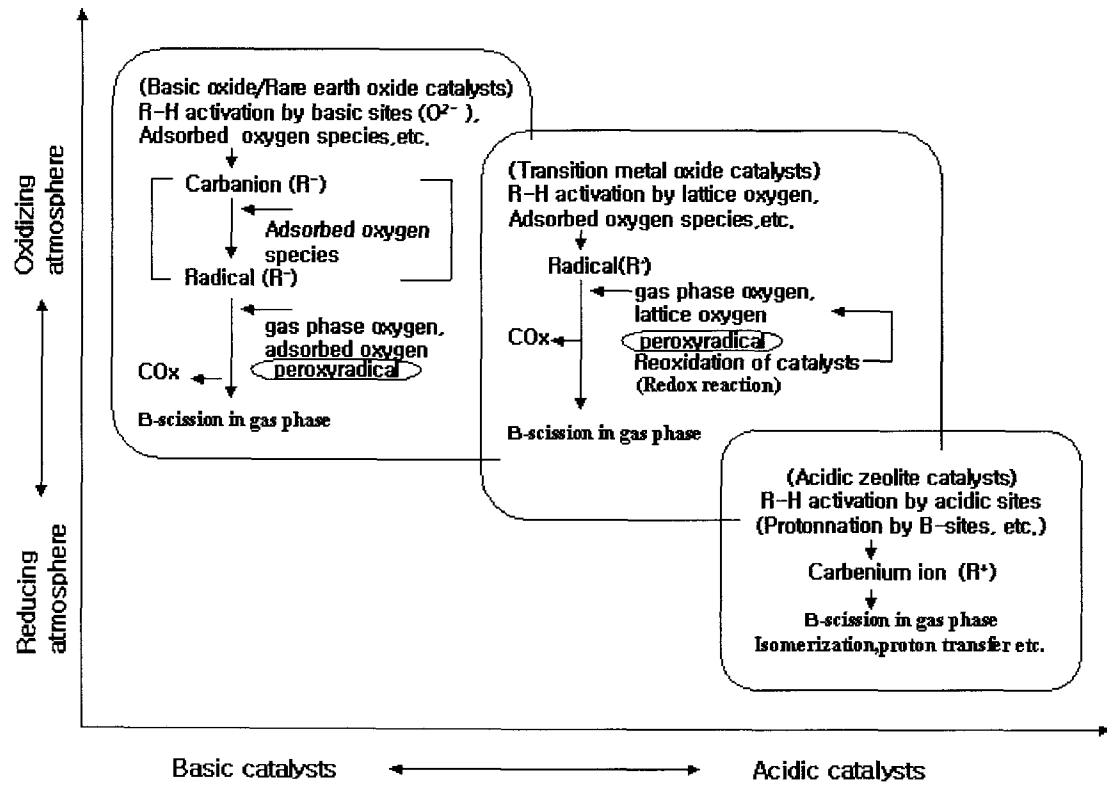 Oxidizing
atmosphere
Reducing
atmosphere
(Basic oxide/Rare earth oxide catalysts)
R-H activation by basic sites (O²⁻ ),
Adsorbed oxygen species,etc.
Carbanion (R⁻)
Adsorbed oxygen
species
Radical (R⁻)
gas phase oxygen,
adsorbed oxygen
peroxyradical
COx
B-scission in gas phase
(Transition metal oxide catalysts)
R-H activation by lattice oxygen,
Adsorbed oxygen species,etc.
Radical(R⋅)
gas phase oxygen,
lattice oxygen
COx
peroxyradical
Reoxidation of catalysts
(Redox reaction)
B-scission in gas phase
(Acidic zeolite catalysts)
R-H activation by acidic sites
(Protonnation by B-sites, etc.)
Carbenium ion (R⁺)
B-scission in gas phase
Isomerization,proton transfer etc.
Basic catalysts
Acidic catalysts